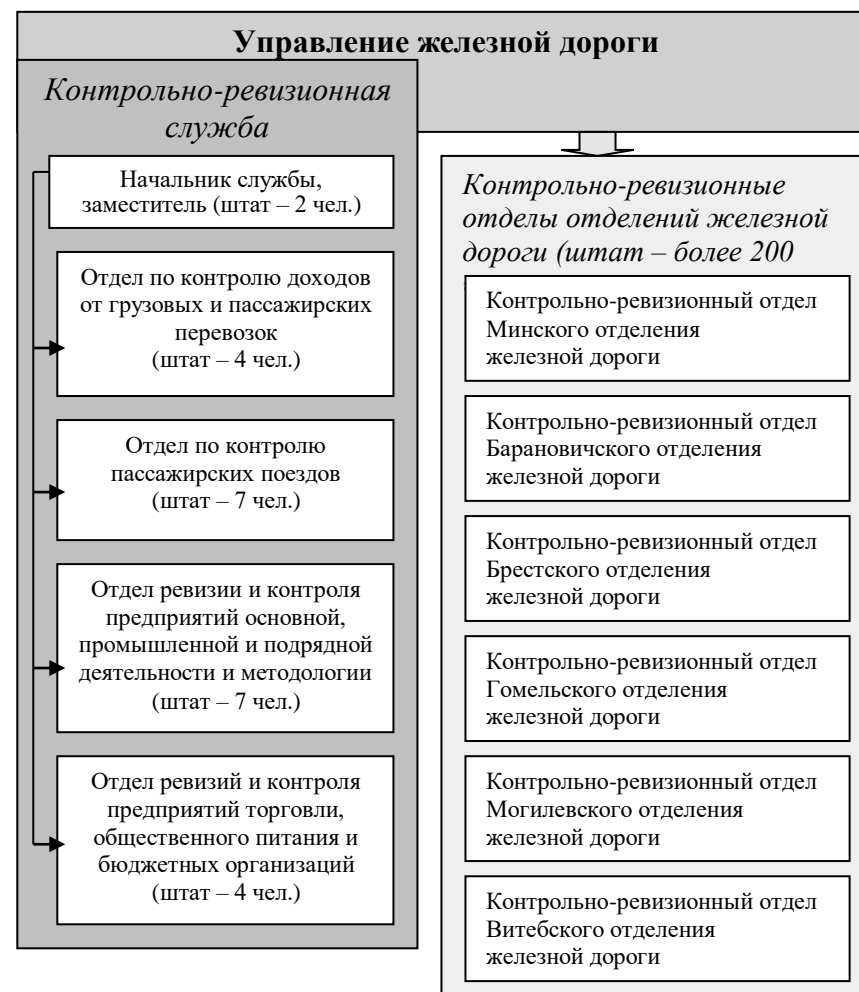 Управление железной дороги
Контрольно-ревизионная
служба
Начальник службы,
заместитель (штат – 2 чел.)
Отдел по контролю доходов
от грузовых и пассажирских
перевозок
(штат – 4 чел.)
Отдел по контролю
пассажирских поездов
(штат – 7 чел.)
Отдел ревизии и контроля
предприятий основной,
промышленной и подрядной
деятельности и методологии
(штат – 7 чел.)
Отдел ревизий и контроля
предприятий торговли,
общественного питания и
бюджетных организаций
(штат – 4 чел.)
Контрольно-ревизионные
отделы отделений железной
дороги (штат – более 200
Контрольно-ревизионный отдел
Минского отделения
железной дороги
Контрольно-ревизионный отдел
Барановичского отделения
железной дороги
Контрольно-ревизионный отдел
Брестского отделения
железной дороги
Контрольно-ревизионный отдел
Гомельского отделения
железной дороги
Контрольно-ревизионный отдел
Могилевского отделения
железной дороги
Контрольно-ревизионный отдел
Витебского отделения
железной дороги